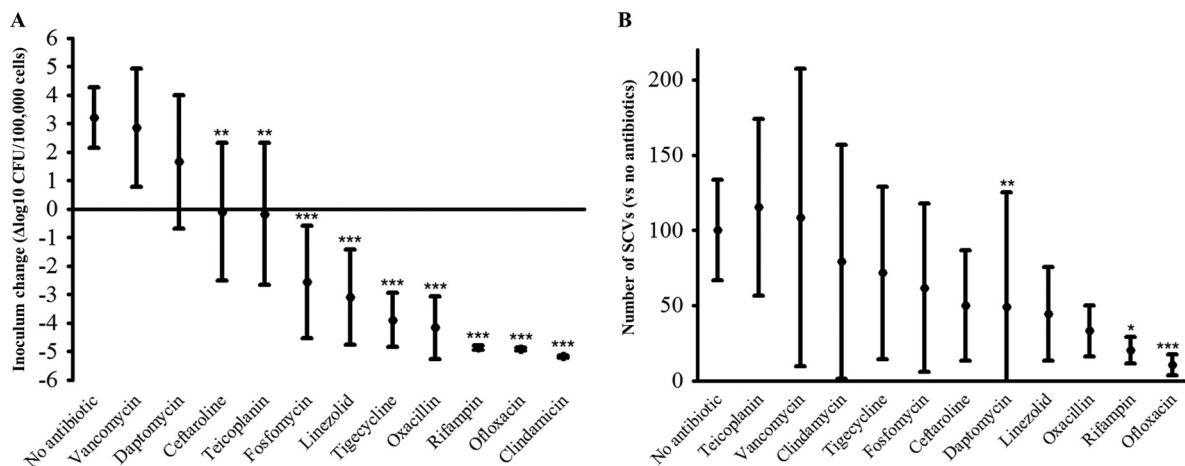 A
Inoculum change (Δlog10 CFU/100,000 cells)
6
5
4
3
2
1
0
-1
-2
-3
-4
-5
-6
**
**
***
***
***
***
***
***
***
No antibiotic
Vancomycin
Daptomycin
Ceftaroline
Teicoplanin
Fosfomycin
Linezolid
Tigecycline
Oxacillin
Rifampin
Ofloxacin
Clindamicin
B
Number of SCVs (vs no antibiotics)
200
150
100
50
0
**
*
***
No antibiotic
Teicoplanin
Vancomycin
Clindamycin
Tigecycline
Fosfomycin
Ceftaroline
Daptomycin
Linezolid
Oxacillin
Rifampin
Ofloxacin